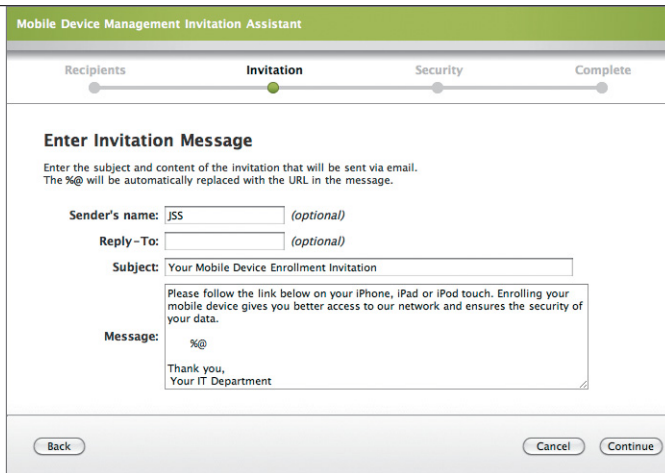 Mobile Device Management Invitation Assistant
Recipients Invitation Security Complete
Enter Invitation Message
Enter the subject and content of the invitation that will be sent via email.
The %@ will be automatically replaced with the URL in the message.
Sender's name: JSS (optional)
Reply-To: (optional)
Subject: Your Mobile Device Enrollment Invitation
Please follow the link below on your iPhone, iPad or iPod touch. Enrolling your
mobile device gives you better access to our network and ensures the security of
your data.
Message:
%@
Thank you,
Your IT Department
Back Cancel Continue